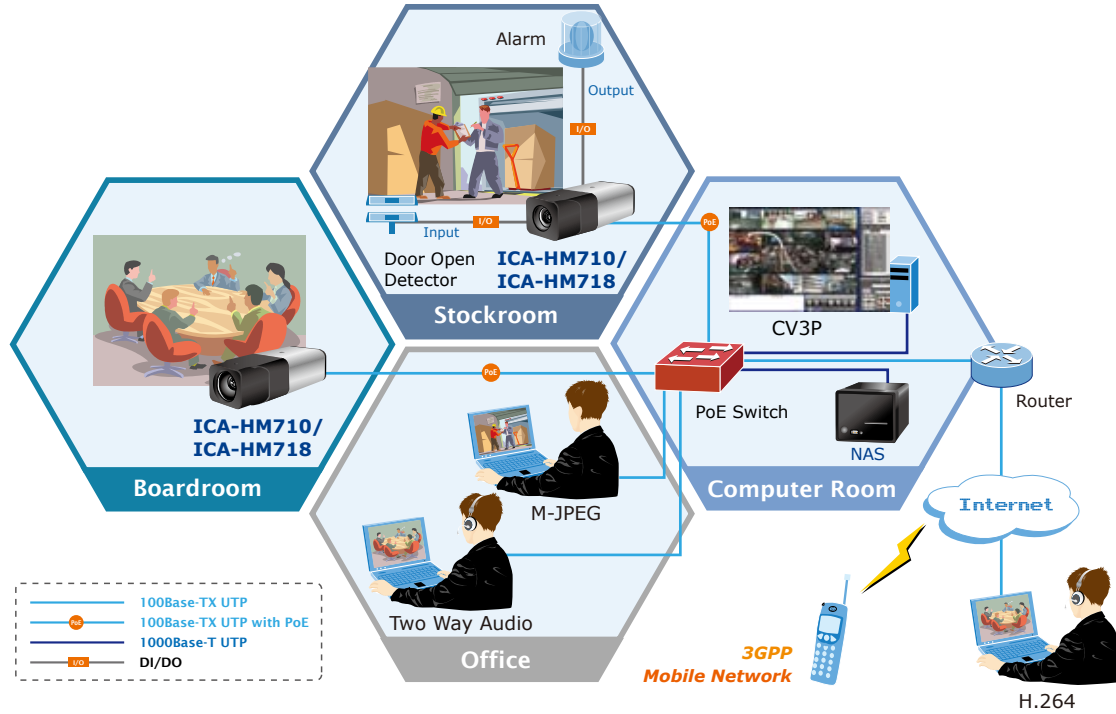 Alarm
Output
I/O
Input
I/O
Door Open
Detector
ICA-HM710/
ICA-HM718
Stockroom
PoE
CV3P
PoE Switch
NAS
Computer Room
Router
ICA-HM710/
ICA-HM718
Boardroom
PoE
M-JPEG
Two Way Audio
Office
Internet
3GPP
Mobile Network
H.264
100Base-TX UTP
PoE
100Base-TX UTP with PoE
1000Base-T UTP
I/O
DI/DO